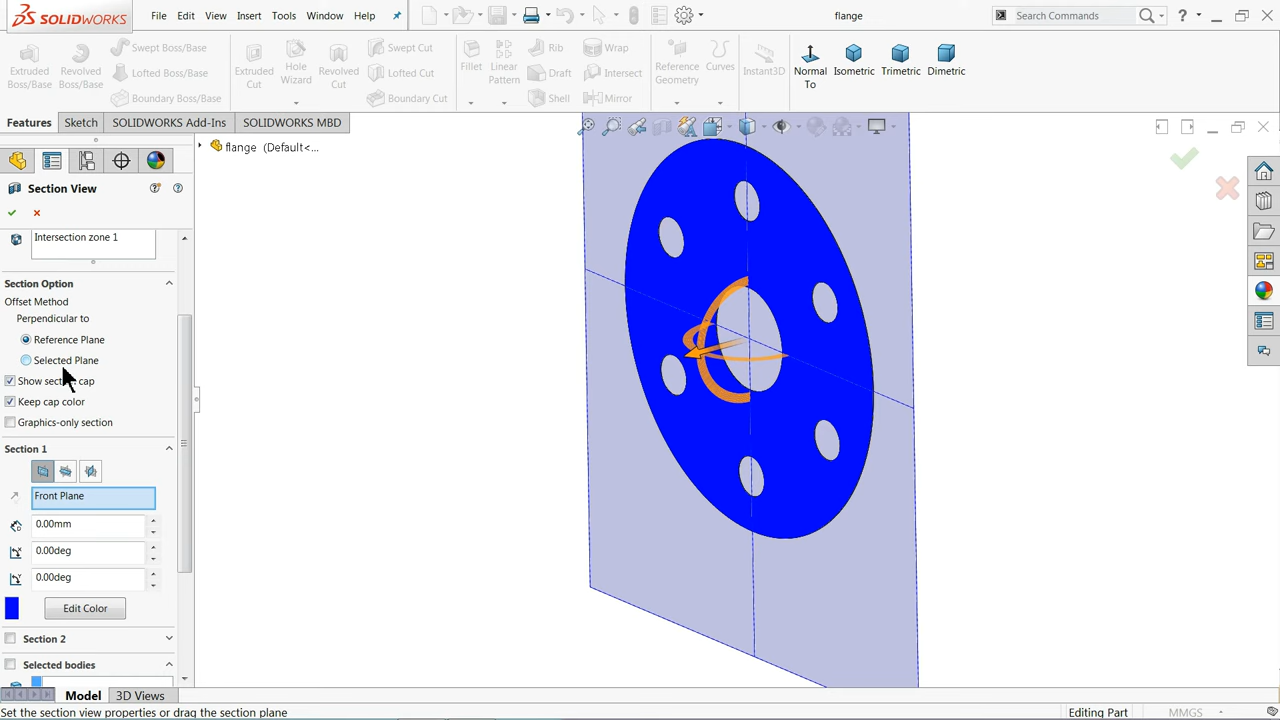 SOLIDWORKS
File Edit View Insert Tools Window Help
flange
Search Commands
Extruded Boss/Base
Revolved Boss/Base
Swept Boss/Base
Lofted Boss/Base
Boundary Boss/Base
Extruded Cut
Hole Wizard
Revolved Cut
Swept Cut
Lofted Cut
Boundary Cut
Fillet
Linear Pattern
Rib
Draft
Shell
Wrap
Intersect
Mirror
Reference Geometry
Curves
Instant3D
Normal To
Isometric
Trimetric
Dimetric
Features Sketch SOLIDWORKS Add-Ins SOLIDWORKS MBD
flange (Default<...
Section View
Intersection zone 1
Section Option
Offset Method
Perpendicular to
Reference Plane
Selected Plane
Show section cap
Keep cap color
Graphics-only section
Section 1
Front Plane
0.00mm
0.00deg
0.00deg
Edit Color
Section 2
Selected bodies
Model 3D Views
Set the section view properties or drag the section plane
Editing Part
MMGS